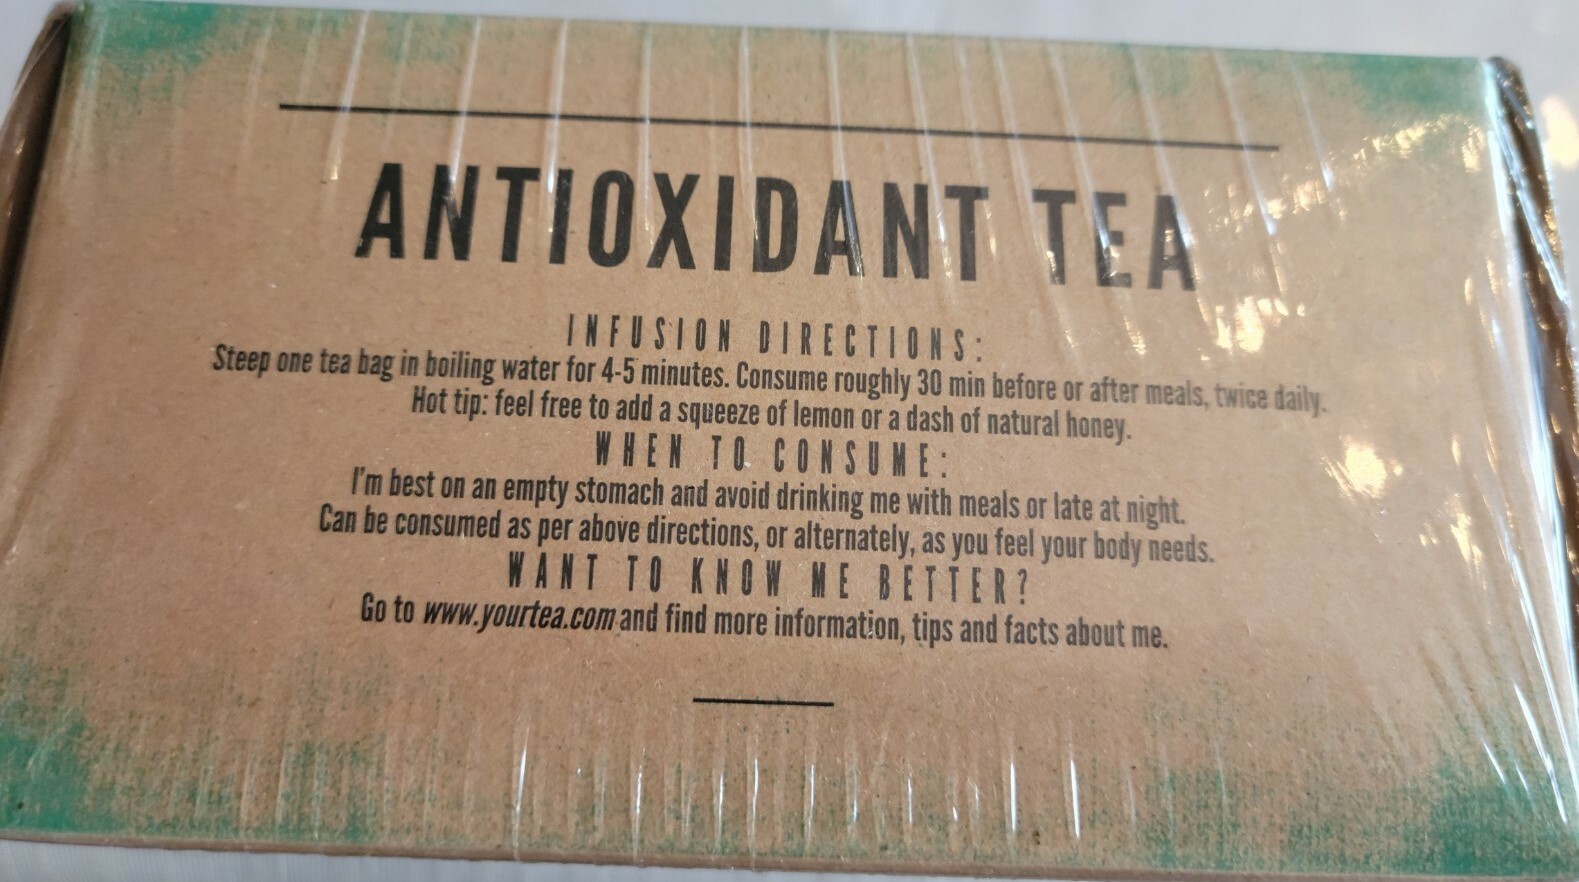 ANTIOXIDANT TEA
INFUSION DIRECTIONS:
Steep one tea bag in boiling water for 4-5 minutes. Consume roughly 30 min before or after meals, twice daily.
Hot tip: feel free to add a squeeze of lemon or a dash of natural honey.
WHEN TO CONSUME:
I'm best on an empty stomach and avoid drinking me with meals or late at night.
Can be consumed as per above directions, or alternately, as you feel your body needs.
WANT TO KNOW ME BETTER?
Go to www.yourtea.com and find more information, tips and facts about me.